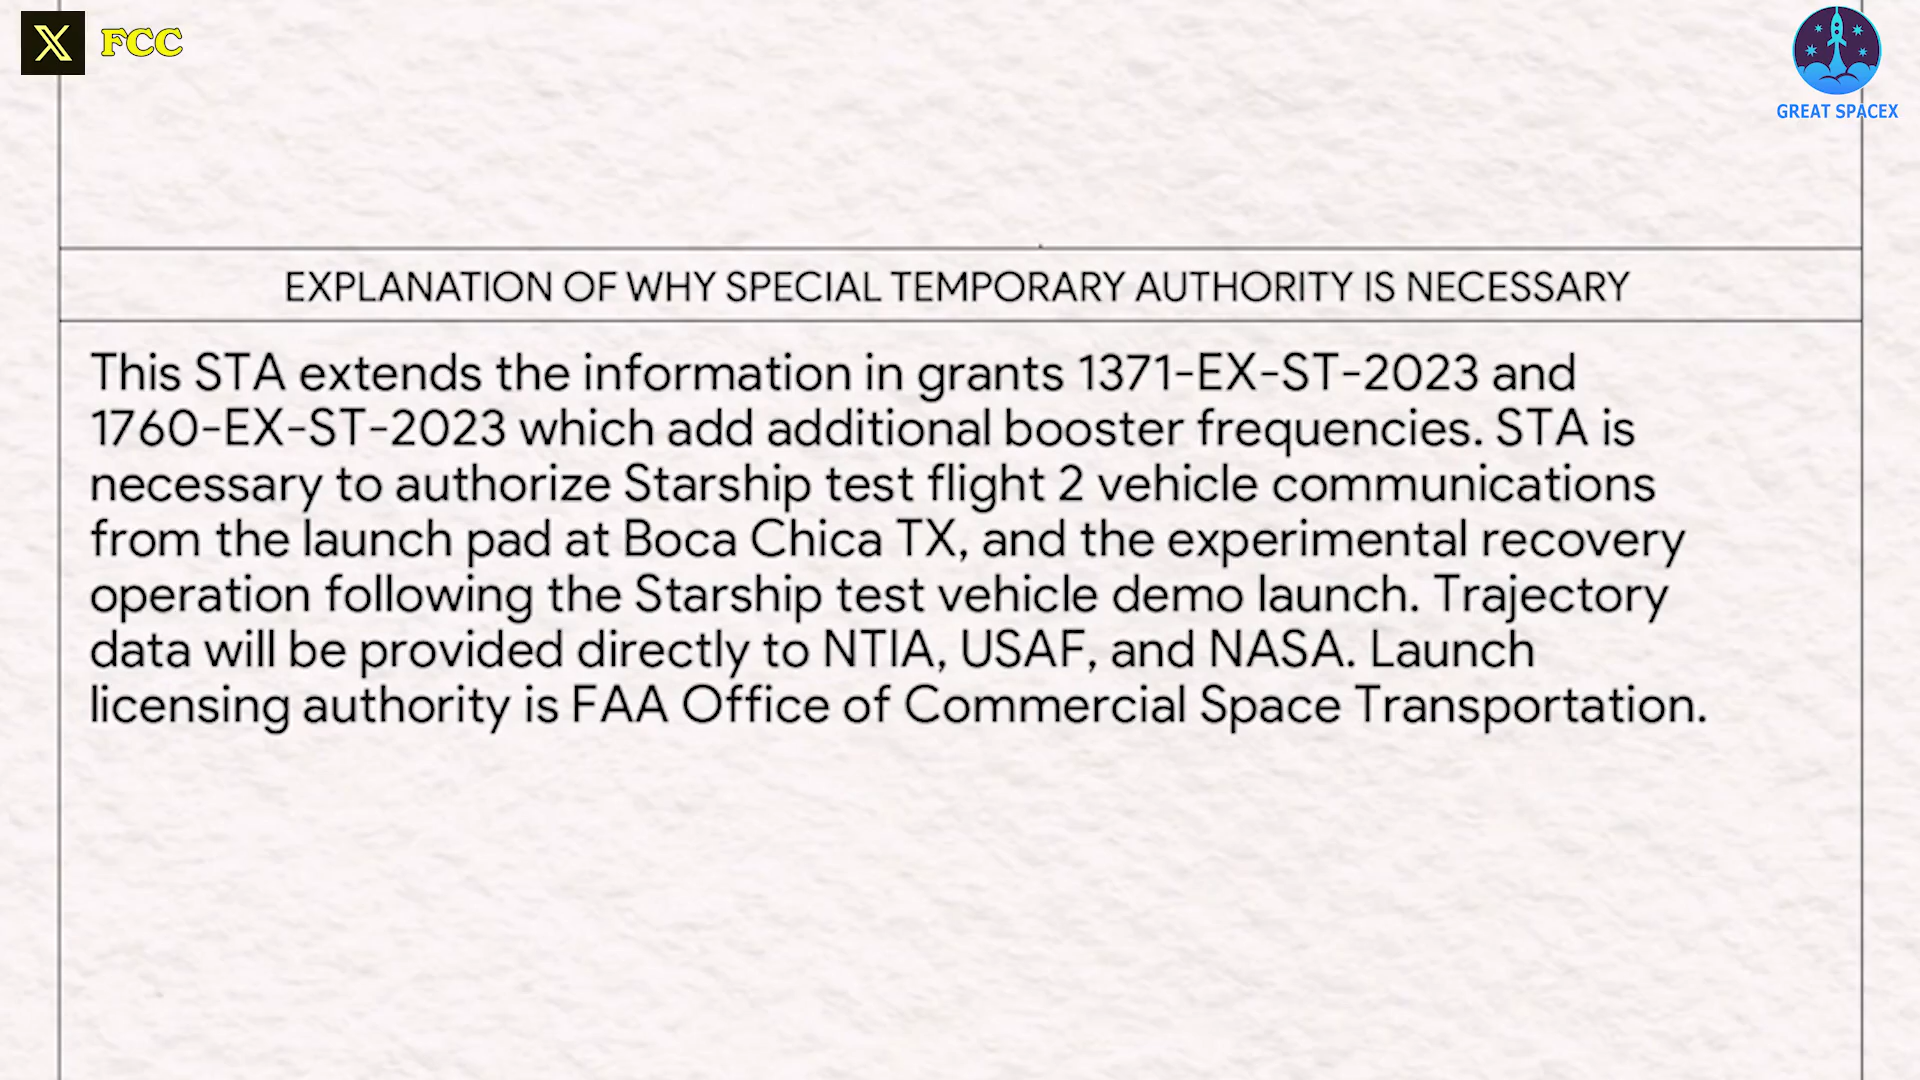 X FCC
GREAT SPACEX
EXPLANATION OF WHY SPECIAL TEMPORARY AUTHORITY IS NECESSARY
This STA extends the information in grants 1371-EX-ST-2023 and
1760-EX-ST-2023 which add additional booster frequencies. STA is
necessary to authorize Starship test flight 2 vehicle communications
from the launch pad at Boca Chica TX, and the experimental recovery
operation following the Starship test vehicle demo launch. Trajectory
data will be provided directly to NTIA, USAF, and NASA. Launch
licensing authority is FAA Office of Commercial Space Transportation.